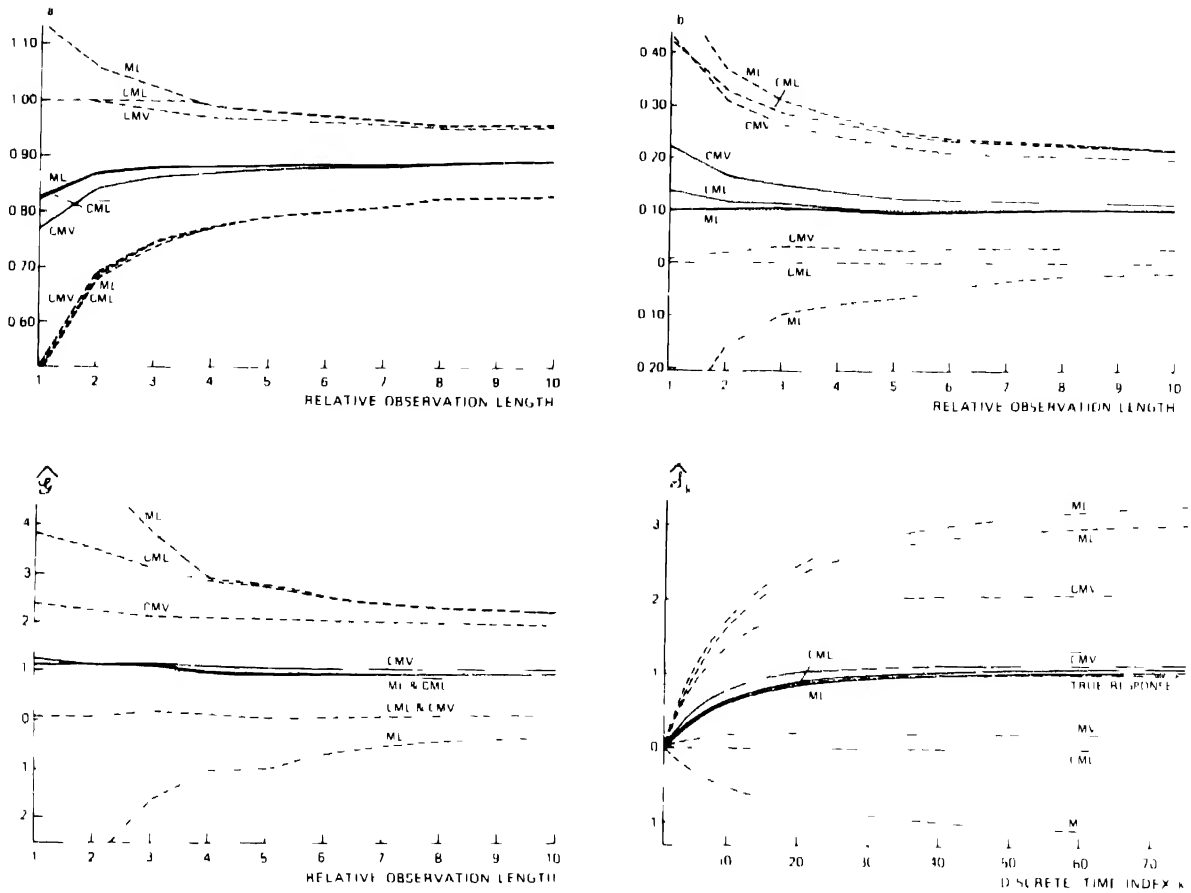 a
1 10
1 00
0 90
0 80
0 70
0 60
ML
CML
CMV
ML
CML
CMV
ML
CMV CML
1 2 3 4 5 6 7 8 9 10
RELATIVE OBSERVATION LENGTH
b
0 40
0 30
0 20
0 10
0
0 10
0 20
ML
CML
CMV
CMV
CML
ML
CMV
CML
ML
1 2 3 4 5 6 7 8 9 10
RELATIVE OBSERVATION LENGTH
4
3
2
1
0
1
2
ML
CML
CMV
CMV
ML & CML
CML & CMV
ML
1 2 3 4 5 6 7 8 9 10
RELATIVE OBSERVATION LENGTH
3
2
1
0
1
ML
ML
CMV
CML
ML
CMV
TRUE RESPONSE
MV
CML
M
10 20 30 40 50 60 70
DISCRETE TIME INDEX K